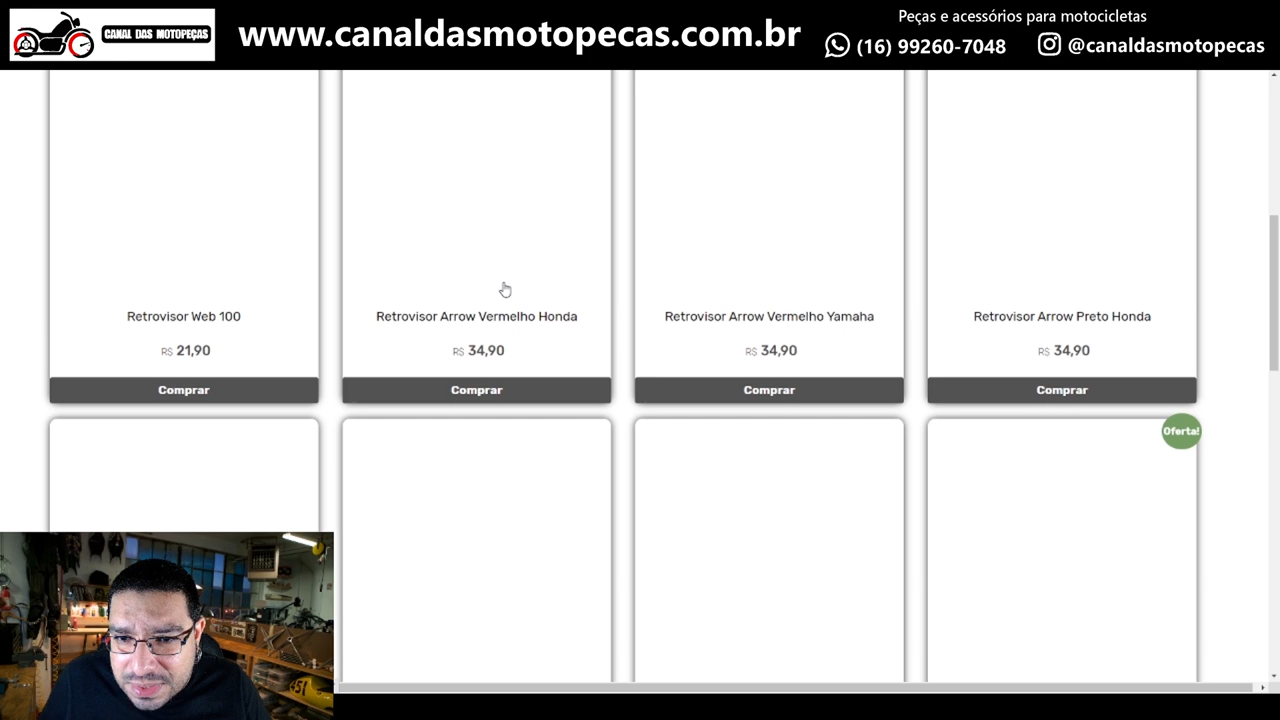 CANAL DAS MOTOPEÇAS
www.canaldasmotopecas.com.br
Peças e acessórios para motocicletas
(16) 99260-7048
@canaldasmotopecas
Retrovisor Web 100
Retrovisor Arrow Vermelho Honda
Retrovisor Arrow Vermelho Yamaha
Retrovisor Arrow Preto Honda
R$ 21,90
R$ 34,90
R$ 34,90
R$ 34,90
Comprar
Comprar
Comprar
Comprar
Oferta!
451